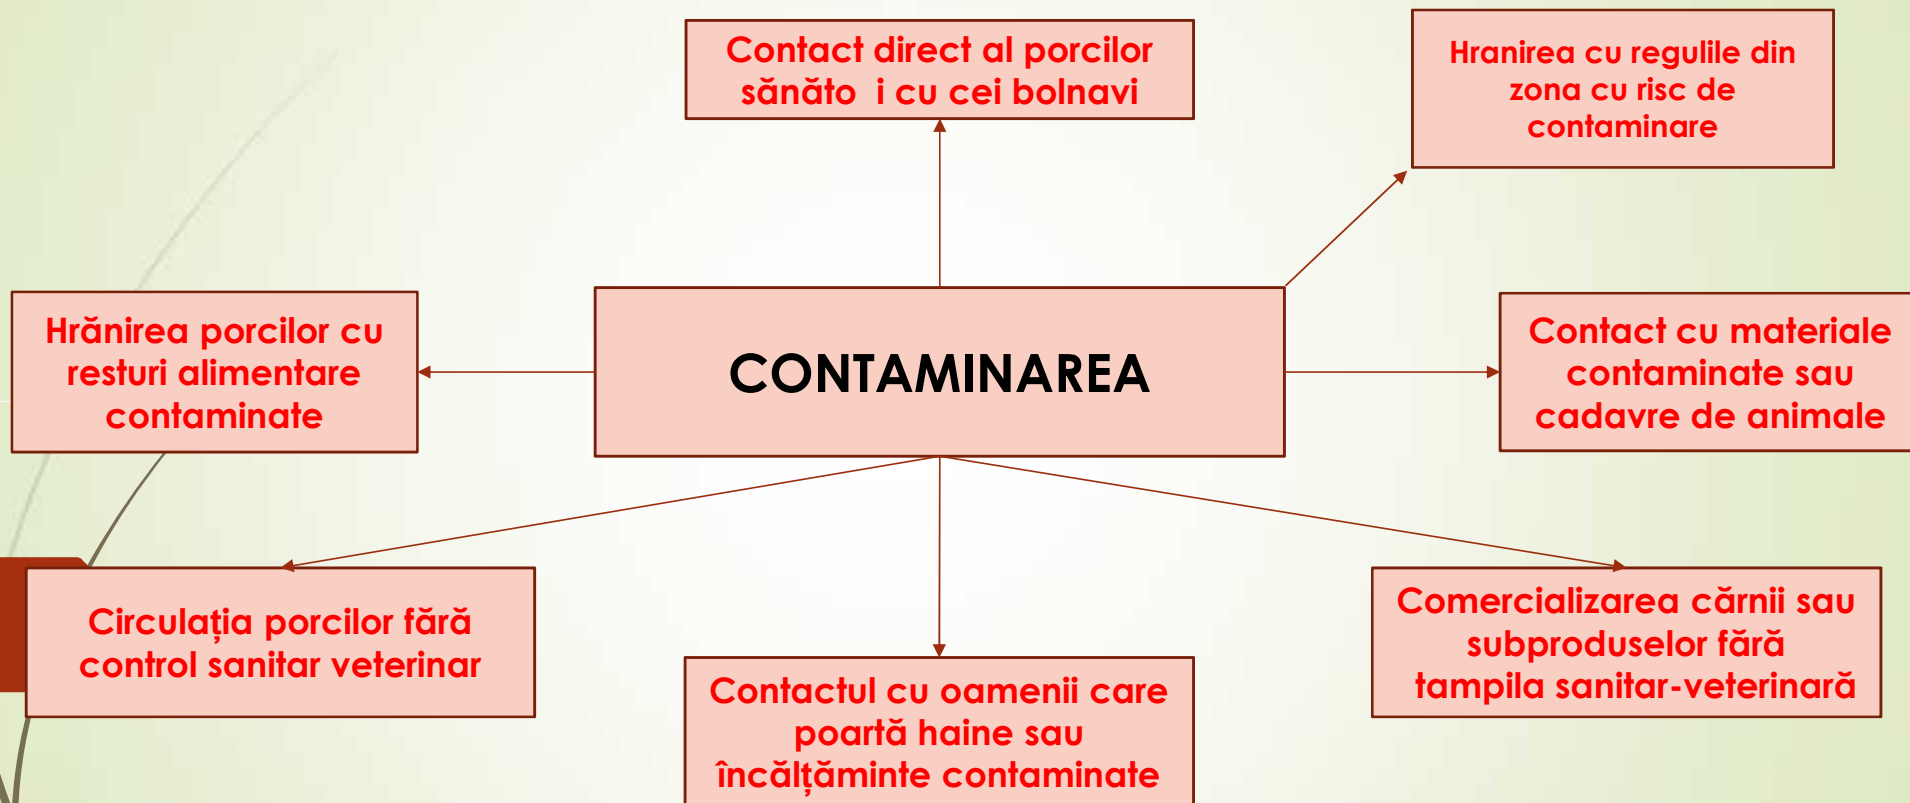 Contact direct al porcilor
sănăto i cu cei bolnavi
Hranirea cu regulile din
zona cu risc de
contaminare
Hrănirea porcilor cu
resturi alimentare
contaminate
CONTAMINAREA
Contact cu materiale
contaminate sau
cadavre de animale
Circulația porcilor fără
control sanitar veterinar
Contactul cu oamenii care
poartă haine sau
încălțăminte contaminate
Comercializarea cărnii sau
subproduselor fără
tampila sanitar-veterinară